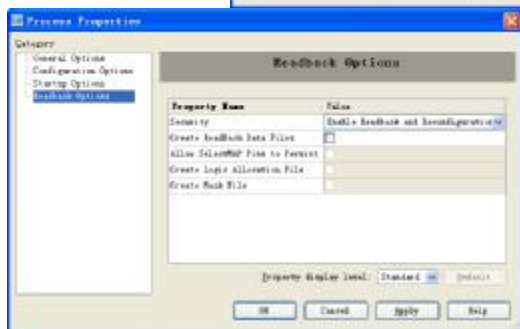 Process Properties
Category
General Options
Configuration Options
Startup Options
Readback Options
Readback Options
Property Name Value
Security Enable Readback and Reconfiguration
Create ReadBack Data Files
Allow SelectMAP Pins to Persist
Create Logic Allocation File
Create Mask File
Property display level: Standard Default
OK Cancel Apply Help